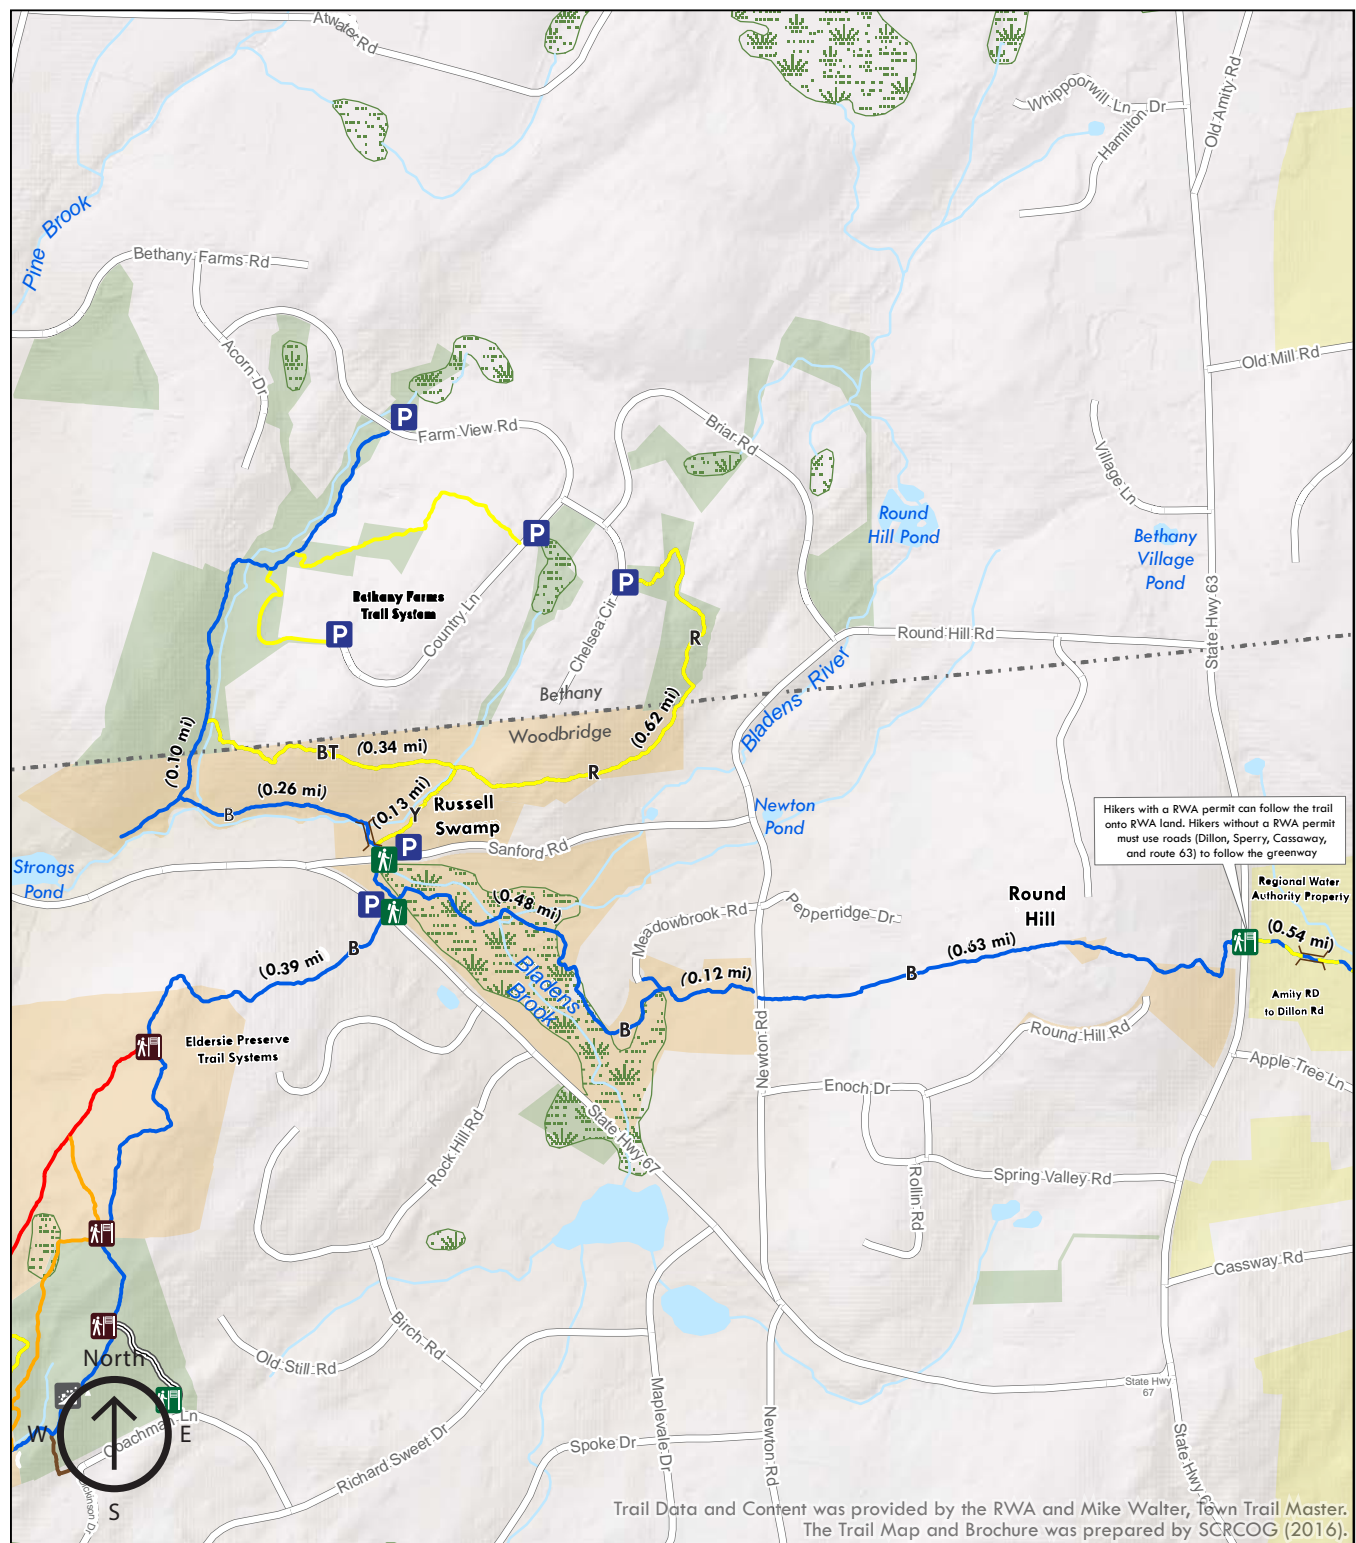 Atwater Rd
Whippoorwill Ln
Hamilton Dr
Old Amity Rd
Pine Brook
Bethany Farms Rd
Acorn Dr
Old Mill Rd
P
Farm View Rd
Briar Rd
Village Ln
Round
Hill Pond
Bethany
Village
Pond
P
P
Bethany Farms
Trail System
P
Country Ln
Chelsea Cir
R
Round Hill Rd
State Hwy 63
Bladens River
Bethany
Woodbridge
(0.62 mi)
(0.10 mi)
BT
(0.34 mi)
R
(0.26 mi)
B
(0.13 mi)
Y
Russell
Swamp
P
Newton
Pond
Sanford Rd
Hikers with a RWA permit can follow the trail
onto RWA land. Hikers without a RWA permit
must use roads (Dillon, Sperry, Cassaway,
and route 63) to follow the greenway
Strongs
Pond
P
(0.48 mi)
Meadowbrook Rd
Pepperridge Dr
Round
Hill
Regional Water
Authority Property
(0.54 mi)
(0.39 mi
B
Bladens
Brook
(0.12 mi)
B
(0.63 mi)
B
Amity RD
to Dillon Rd
Eldersie Preserve
Trail Systems
Newton Rd
Round Hill Rd
Apple Tree Ln
Enoch Dr
Rock Hill Rd
State Hwy 67
Rollin Rd
Spring Valley Rd
Cassway Rd
Birch Rd
Old Still Rd
North
W
E
S
Coachman Ln
Dickinson Dr
Richard Sweet Dr
Spoke Dr
Maplevale Dr
Newton Rd
State Hwy
67
State Hwy 63
Trail Data and Content was provided by the RWA and Mike Walter, Town Trail Master.
The Trail Map and Brochure was prepared by SCRCOG (2016).